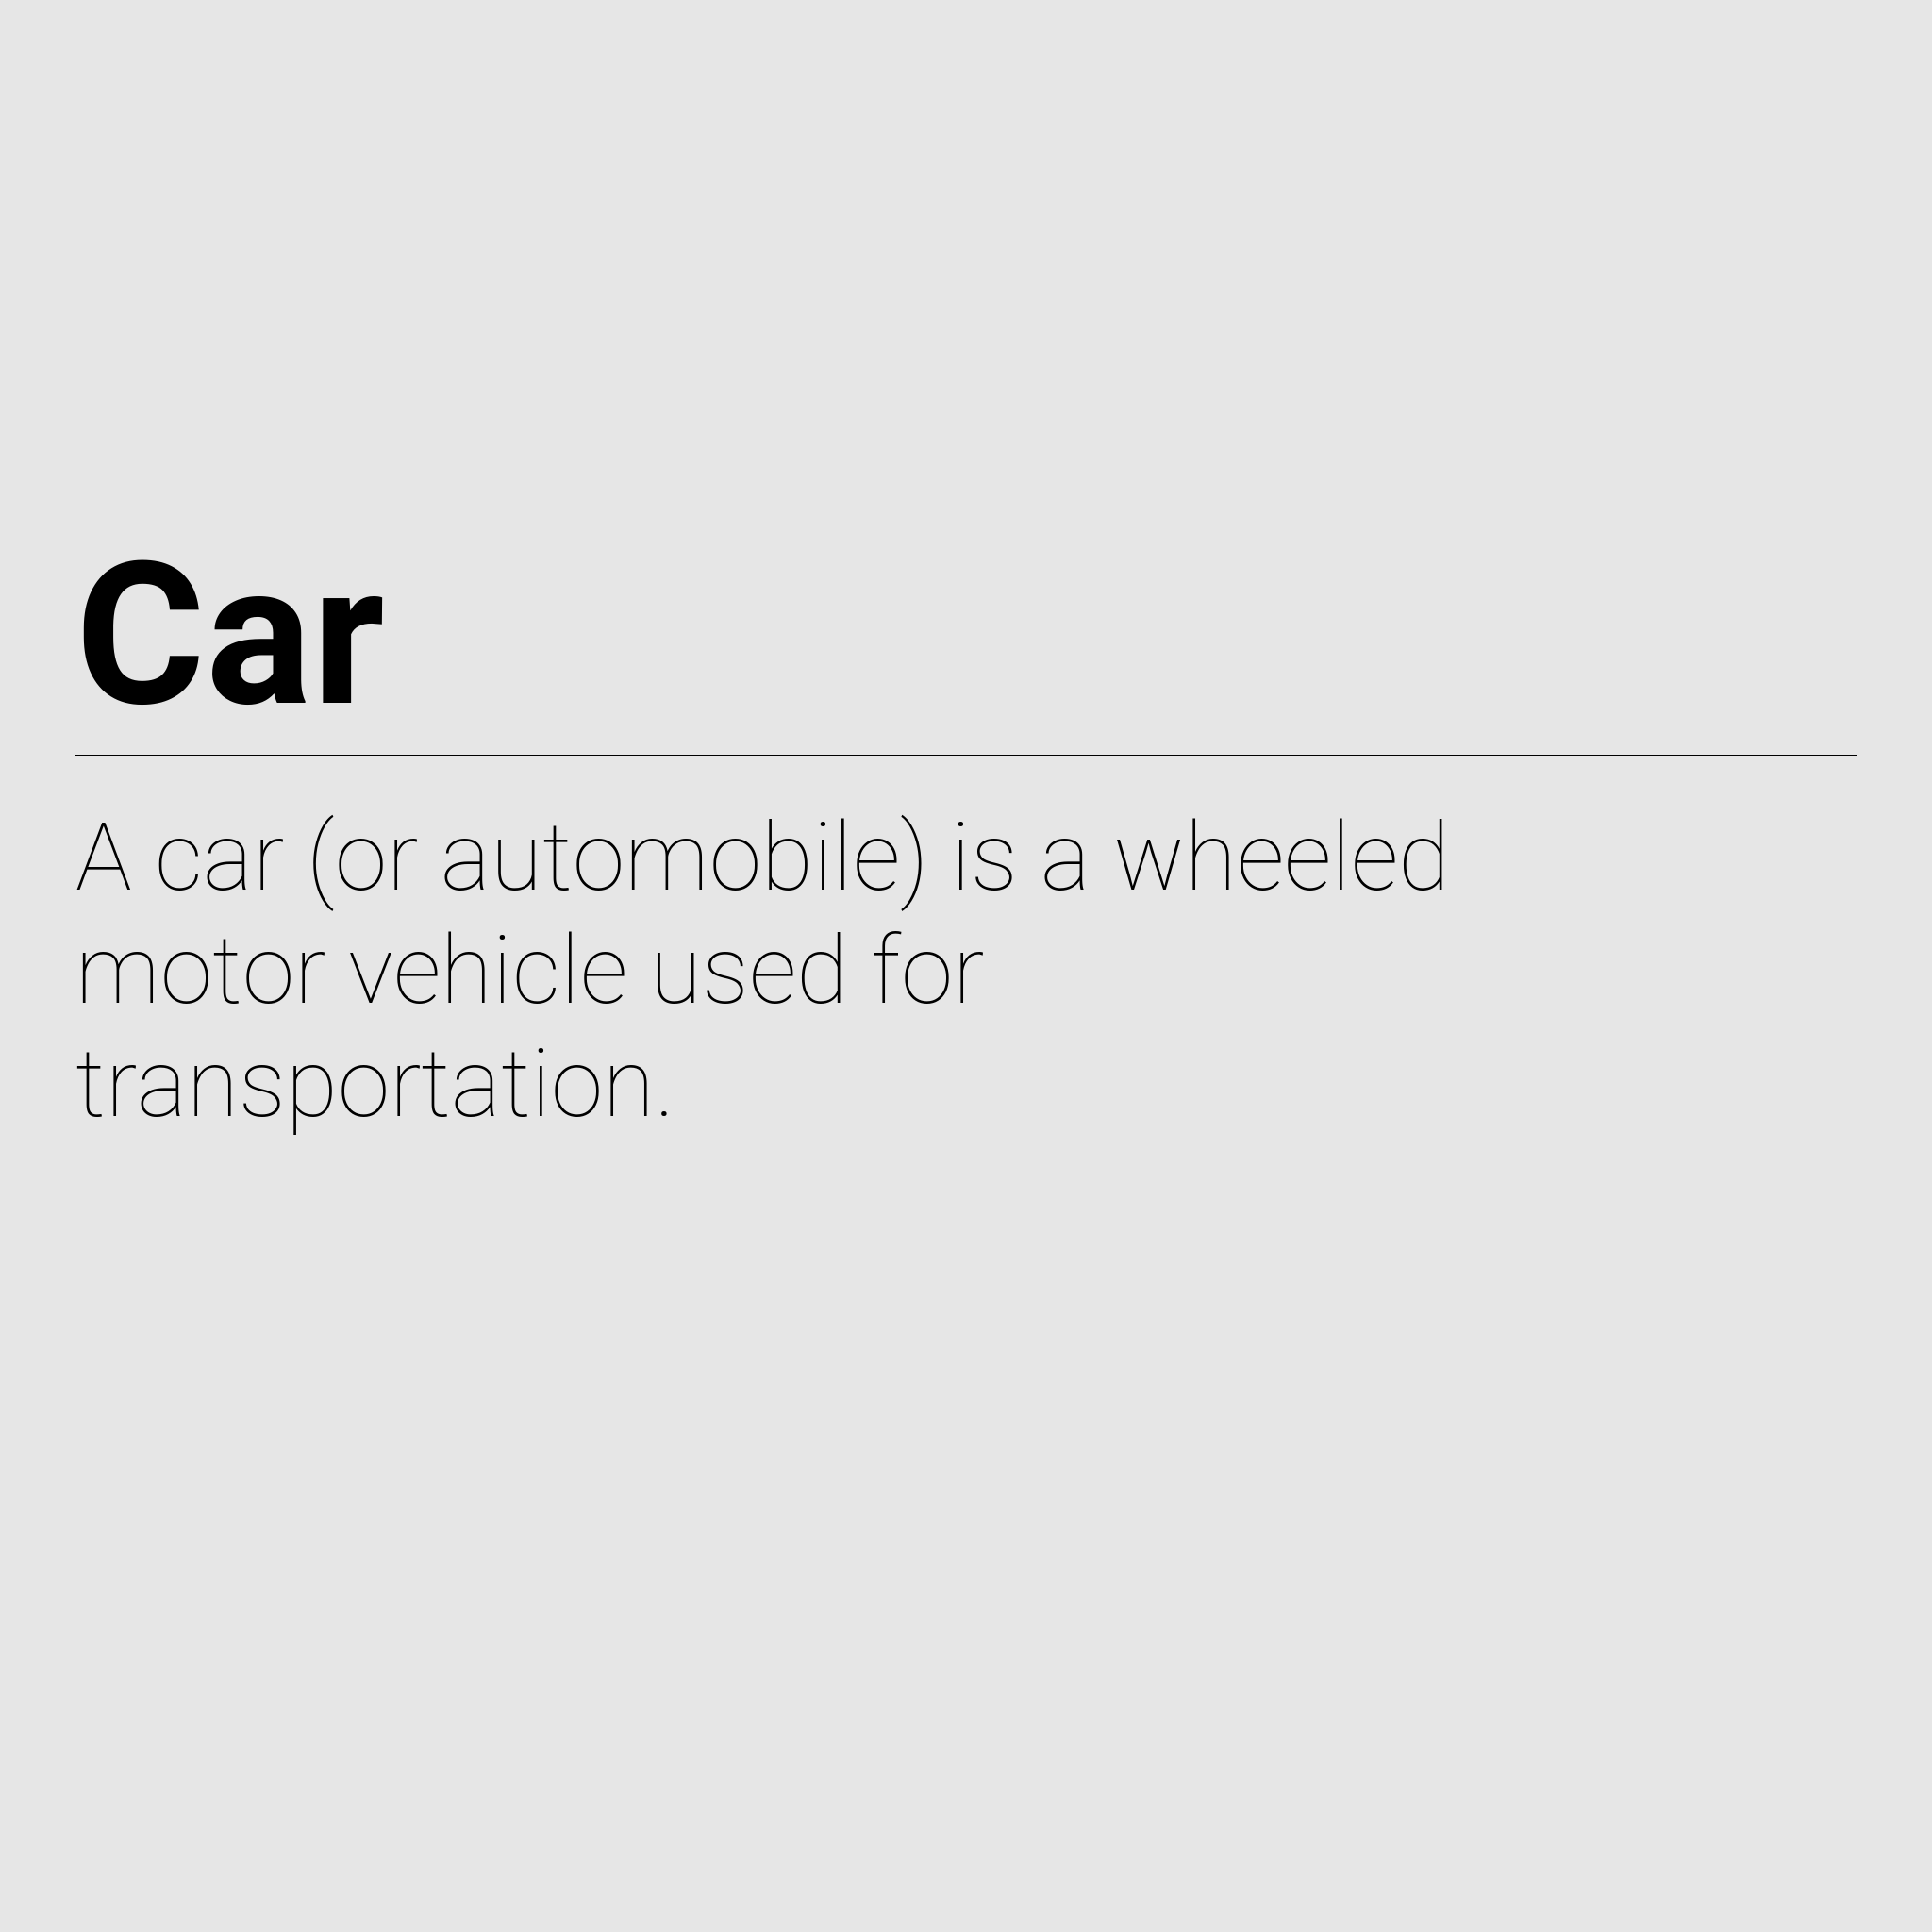 Car
A car (or automobile) is a wheeled
motor vehicle used for
transportation.